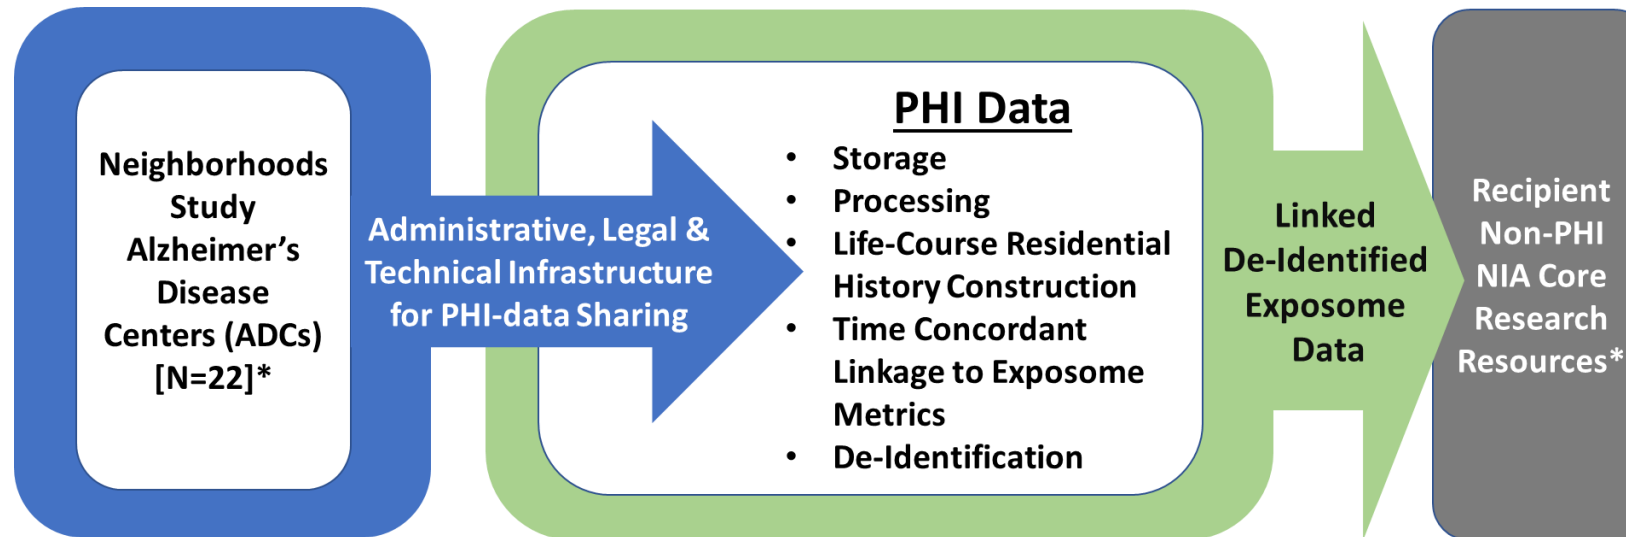 Neighborhoods
Study
Alzheimer’s
Disease
Centers (ADCs)
[N=22]*
Administrative, Legal &
Technical Infrastructure
for PHI-data Sharing
PHI Data
• Storage
• Processing
• Life-Course Residential
History Construction
• Time Concordant
Linkage to Exposome
Metrics
• De-Identification
Linked
De-Identified
Exposome
Data
Recipient
Non-PHI
NIA Core
Research
Resources*